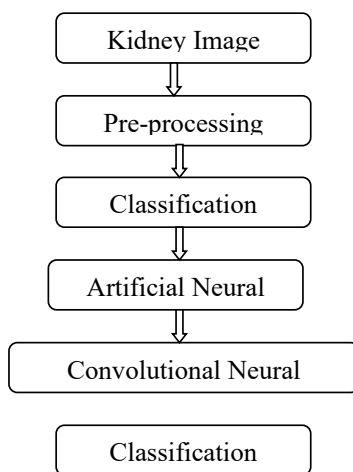 Kidney Image
Pre-processing
Classification
Artificial Neural
Convolutional Neural
Classification